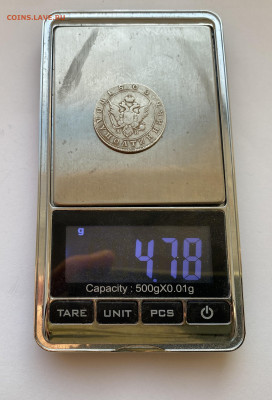 COINS.LAVE.RU
g
4.78
Capacity : 500gX0.01g
TARE UNIT PCS